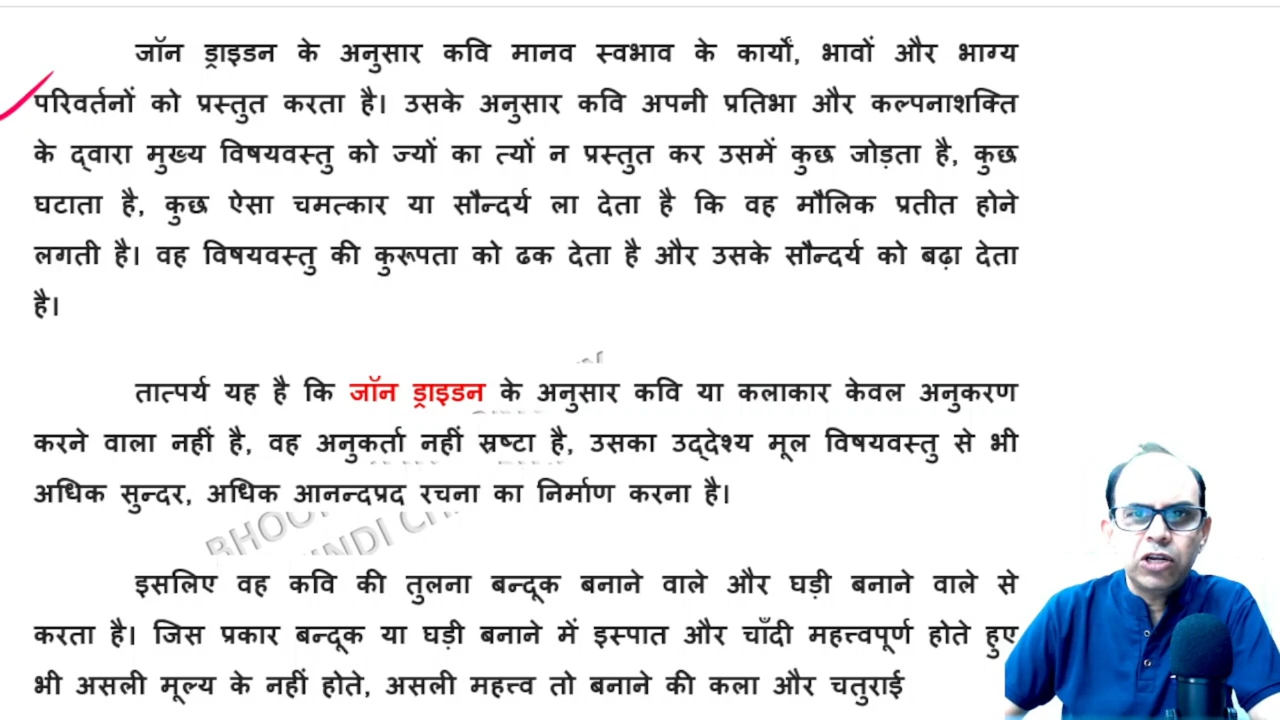 जॉन ड्राइडन के अनुसार कवि मानव स्वभाव के कार्यों, भावों और भाग्य
परिवर्तनों को प्रस्तुत करता है। उसके अनुसार कवि अपनी प्रतिभा और कल्पनाशक्ति
के द्वारा मुख्य विषयवस्तु को ज्यों का त्यों न प्रस्तुत कर उसमें कुछ जोड़ता है, कुछ
घटाता है, कुछ ऐसा चमत्कार या सौन्दर्य ला देता है कि वह मौलिक प्रतीत होने
लगती है। वह विषयवस्तु की कुरूपता को ढक देता है और उसके सौन्दर्य को बढ़ा देता
है।
तात्पर्य यह है कि जॉन ड्राइडन के अनुसार कवि या कलाकार केवल अनुकरण
करने वाला नहीं है, वह अनुकर्ता नहीं स्रष्टा है, उसका उद्देश्य मूल विषयवस्तु से भी
अधिक सुन्दर, अधिक आनन्दप्रद रचना का निर्माण करना है।
इसलिए वह कवि की तुलना बन्दूक बनाने वाले और घड़ी बनाने वाले से
करता है। जिस प्रकार बन्दूक या घड़ी बनाने में इस्पात और चाँदी महत्त्वपूर्ण होते हुए
भी असली मूल्य के नहीं होते, असली महत्त्व तो बनाने की कला और चतुराई